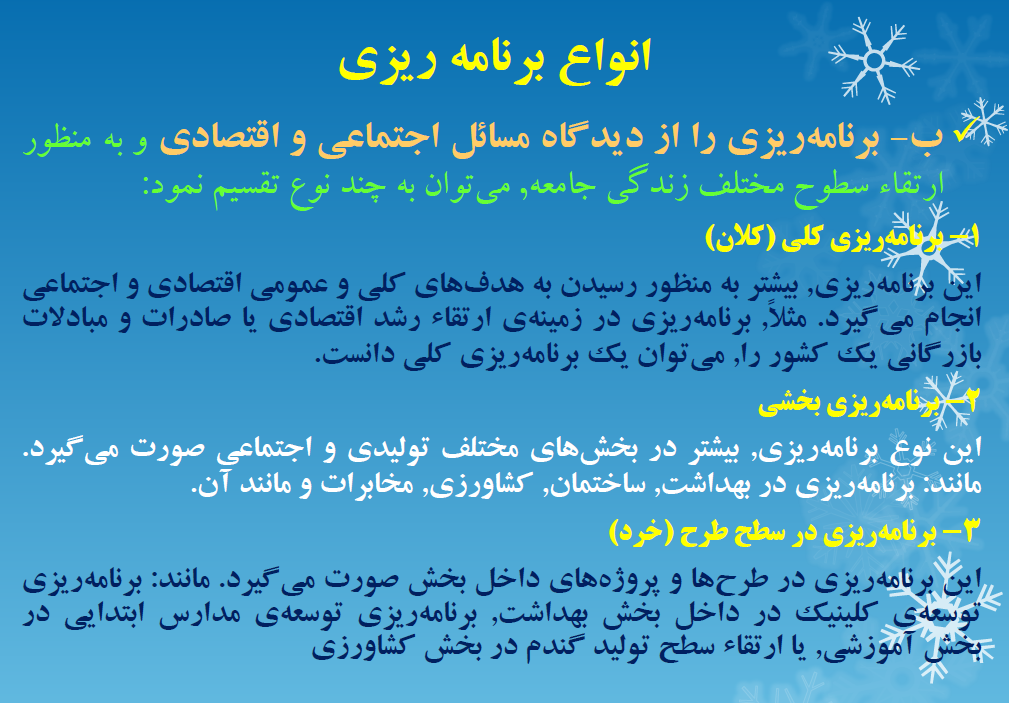 انواع برنامه ریزی
✓ ب- برنامه‌ریزی را از دیدگاه مسائل اجتماعی و اقتصادی و به منظور
ارتقاء سطوح مختلف زندگی جامعه, می‌توان به چند نوع تقسیم نمود:
۱- برنامه‌ریزی کلی (کلان)
این برنامه‌ریزی, بیشتر به منظور رسیدن به هدف‌های کلی و عمومی اقتصادی و اجتماعی
انجام می‌گیرد. مثلاً, برنامه‌ریزی در زمینه‌ی ارتقاء رشد اقتصادی یا صادرات و مبادلات
بازرگانی یک کشور را, می‌توان یک برنامه‌ریزی کلی دانست.
۲- برنامه‌ریزی بخشی
این نوع برنامه‌ریزی, بیشتر در بخش‌های مختلف تولیدی و اجتماعی صورت می‌گیرد.
مانند: برنامه‌ریزی در بهداشت, ساختمان, کشاورزی, مخابرات و مانند آن.
۳- برنامه‌ریزی در سطح طرح (خرد)
این برنامه‌ریزی در طرح‌ها و پروژه‌های داخل بخش صورت می‌گیرد. مانند: برنامه‌ریزی
توسعه‌ی کلینیک در داخل بخش بهداشت, برنامه‌ریزی توسعه‌ی مدارس ابتدایی در
بخش آموزشی, یا ارتقاء سطح تولید گندم در بخش کشاورزی